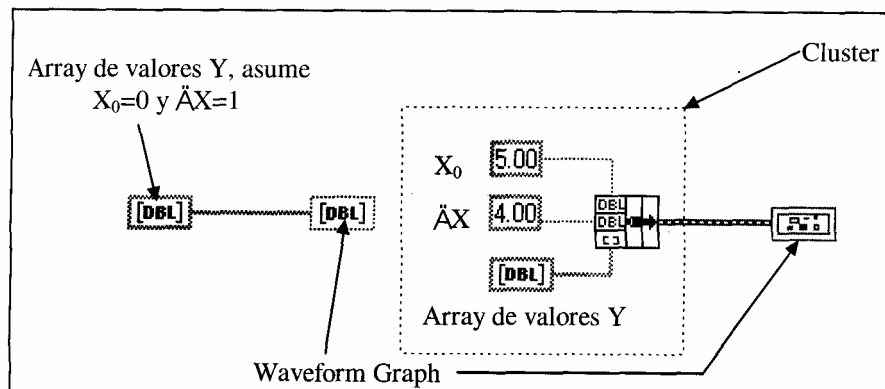 Array de valores Y, asume
X₀=0 y ÄX=1
Cluster
X₀
5.00
[DBL]
[DBL]
ÄX
4.00
DBL
DBL
[ ]
[DBL]
Array de valores Y
Waveform Graph